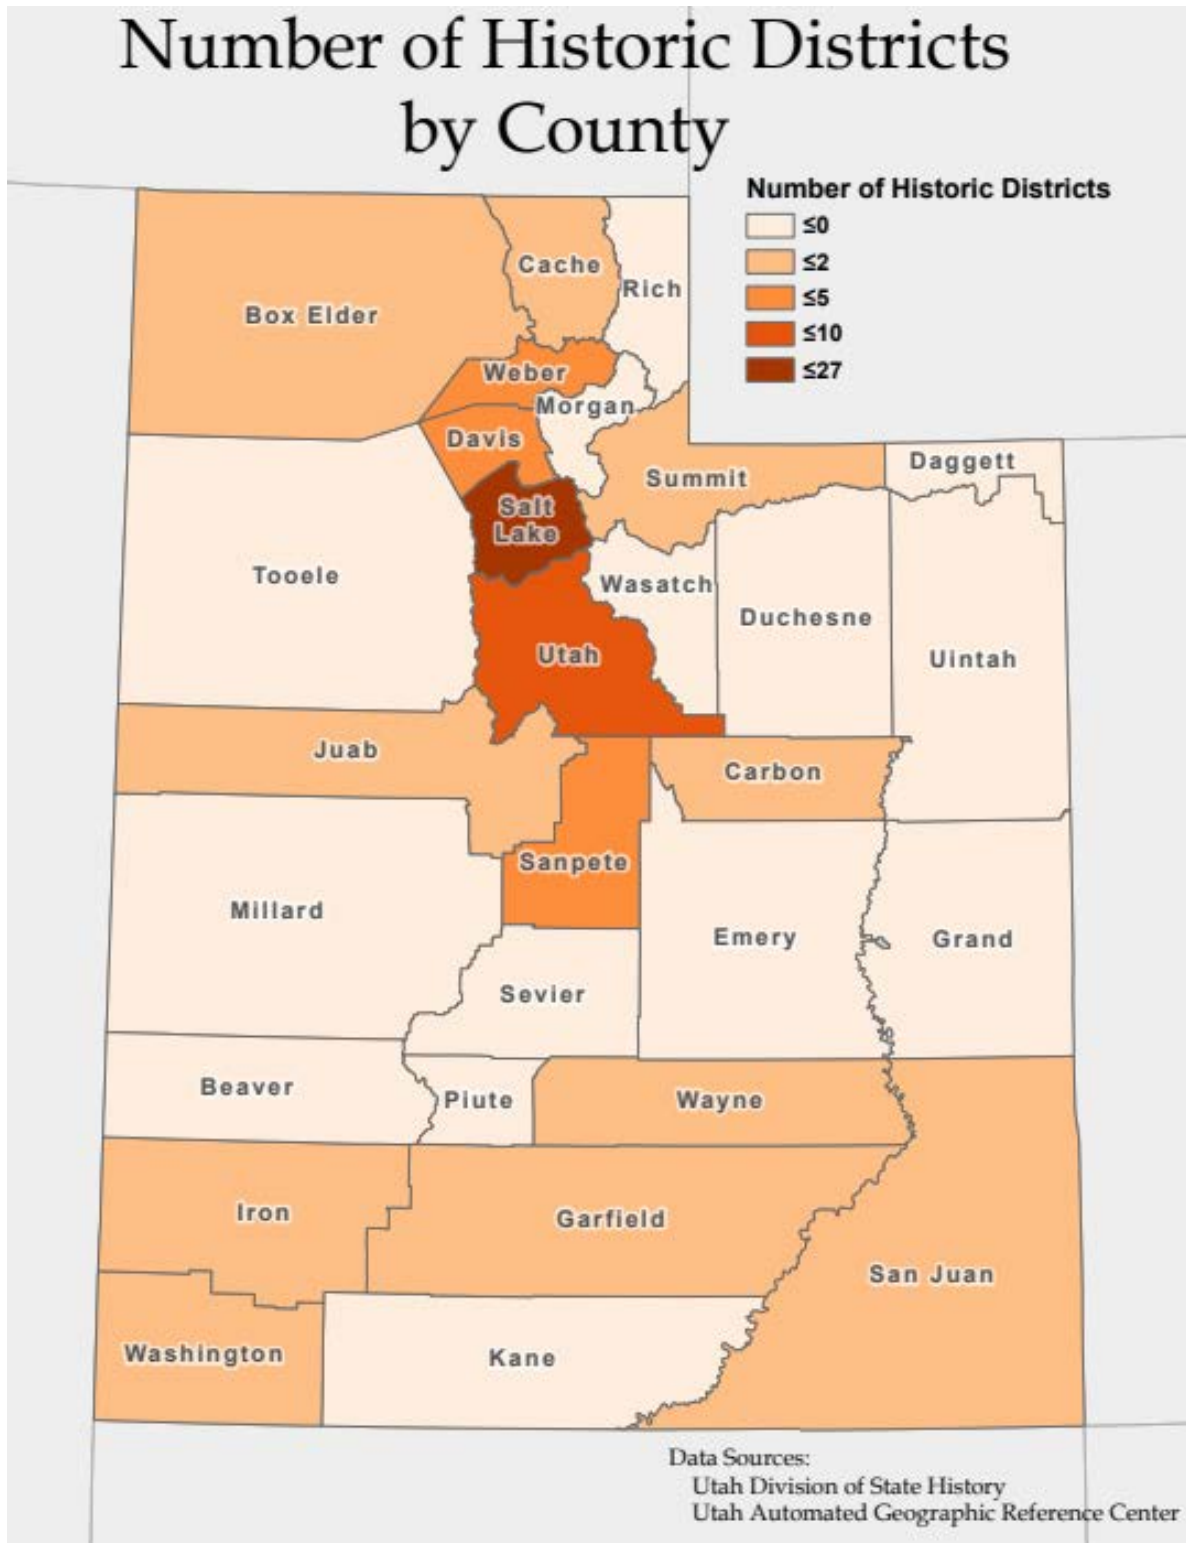 Number of Historic Districts
by County
Number of Historic Districts
≤0
≤2
≤5
≤10
≤27
Cache
Rich
Box Elder
Weber
Morgan
Davis
Summit
Daggett
Salt
Lake
Tooele
Wasatch
Duchesne
Utah
Uintah
Juab
Carbon
Sanpete
Millard
Emery
Grand
Sevier
Beaver
Piute
Wayne
Iron
Garfield
San Juan
Washington
Kane
Data Sources:
Utah Division of State History
Utah Automated Geographic Reference Center